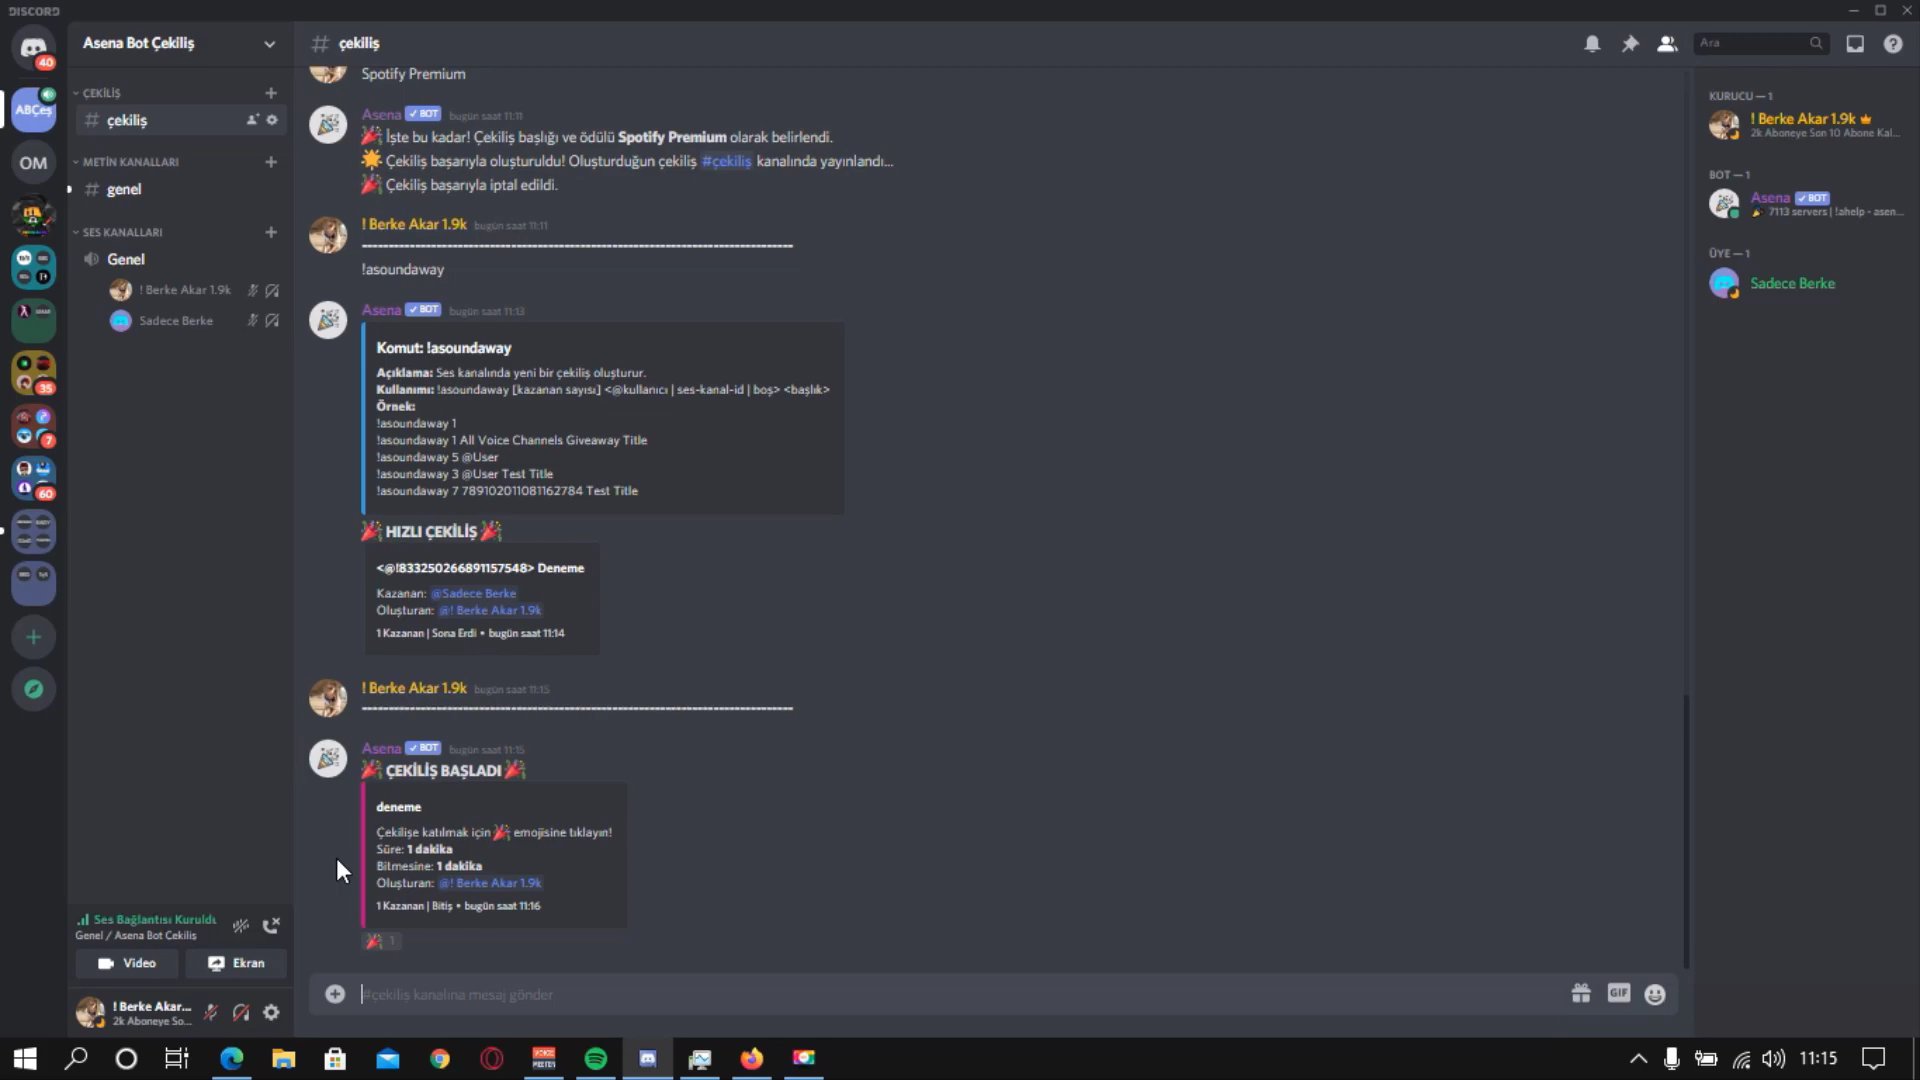 DISCORD
40
ABÇeş
OM
35
7
60
Asena Bot Çekiliş
ÇEKİLİŞ
çekiliş
METİN KANALLARI
genel
SES KANALLARI
Genel
! Berke Akar 1.9k
Sadece Berke
Ses Bağlantısı Kuruldu
Genel / Asena Bot Çekiliş
Video
Ekran
! Berke Akar...
2k Aboneye So...
# çekiliş
Ara
Spotify Premium
Asena BOT bugün saat 11:11
İşte bu kadar! Çekiliş başlığı ve ödülü Spotify Premium olarak belirlendi.
Çekiliş başarıyla oluşturuldu! Oluşturduğun çekiliş #çekiliş kanalında yayınlandı...
Çekiliş başarıyla iptal edildi.
! Berke Akar 1.9k bugün saat 11:11
!asoundaway
Asena BOT bugün saat 11:13
Komut: !asoundaway
Açıklama: Ses kanalında yeni bir çekiliş oluşturur.
Kullanımı: !asoundaway [kazanan sayısı] <@kullanıcı | ses-kanal-id | boş> <başlık>
Örnek:
!asoundaway 1
!asoundaway 1 All Voice Channels Giveaway Title
!asoundaway 5 @User
!asoundaway 3 @User Test Title
!asoundaway 7 789102011081162784 Test Title
HIZLI ÇEKİLİŞ
<@!833250266891157548> Deneme
Kazanan: @Sadece Berke
Oluşturan: @! Berke Akar 1.9k
1 Kazanan | Sona Erdi • bugün saat 11:14
! Berke Akar 1.9k bugün saat 11:15
Asena BOT bugün saat 11:15
ÇEKİLİŞ BAŞLADI
deneme
Çekilişe katılmak için emojisine tıklayın!
Süre: 1 dakika
Bitmesine: 1 dakika
Oluşturan: @! Berke Akar 1.9k
1 Kazanan | Bitiş • bugün saat 11:16
1
#çekiliş kanalına mesaj gönder
GIF
KURUCU — 1
! Berke Akar 1.9k
2k Aboneye Son 10 Abone Kal...
BOT — 1
Asena BOT
7113 servers | !ahelp - asen...
ÜYE — 1
Sadece Berke
VOICE
MEETER
11:15